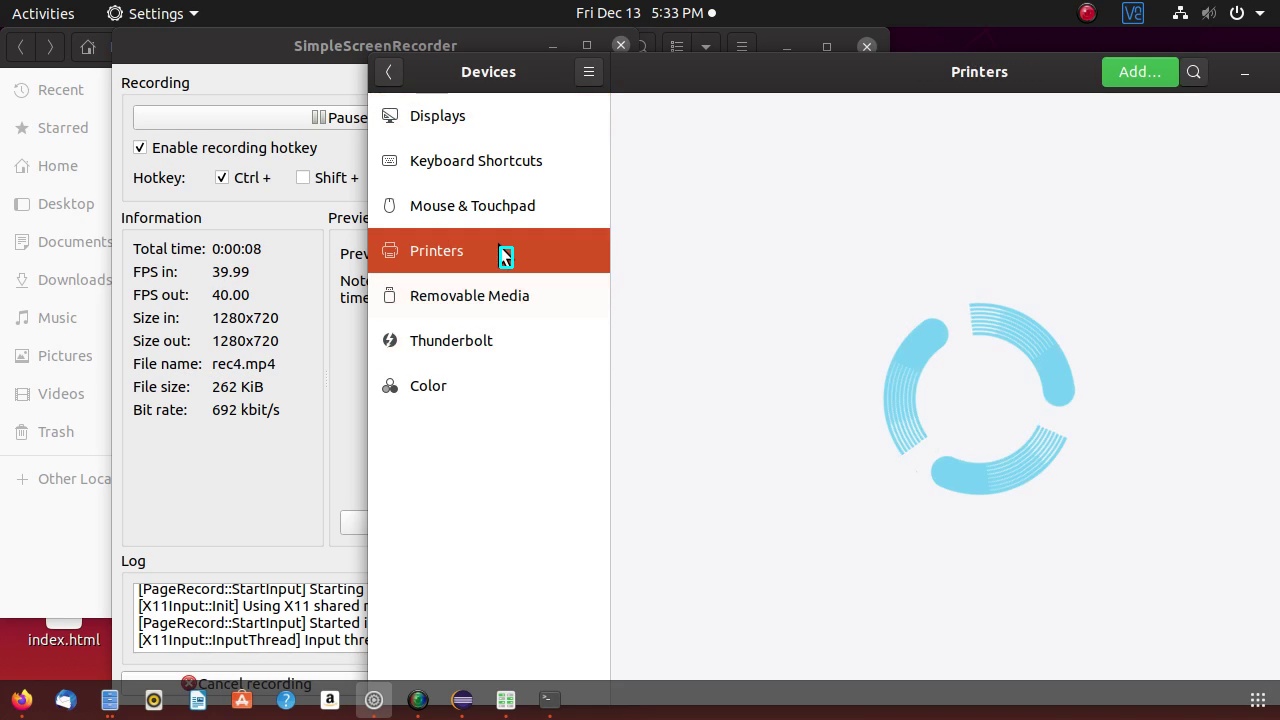 Activities
Settings
Fri Dec 13 5:33 PM
SimpleScreenRecorder
Devices
Printers
Add...
Recent
Starred
Home
Desktop
Documents
Downloads
Music
Pictures
Videos
Trash
Other Loca
Recording
Pause
Enable recording hotkey
Hotkey:
Ctrl +
Shift +
Information
Total time: 0:00:08
FPS in: 39.99
FPS out: 40.00
Size in: 1280x720
Size out: 1280x720
File name: rec4.mp4
File size: 262 KiB
Bit rate: 692 kbit/s
Previe
Prev
Note
time
Log
[PageRecord::StartInput] Starting
[X11Input::Init] Using X11 shared
[PageRecord::StartInput] Started i
[X11Input::InputThread] Input thre
Cancel recording
Displays
Keyboard Shortcuts
Mouse & Touchpad
Printers
Removable Media
Thunderbolt
Color
index.html